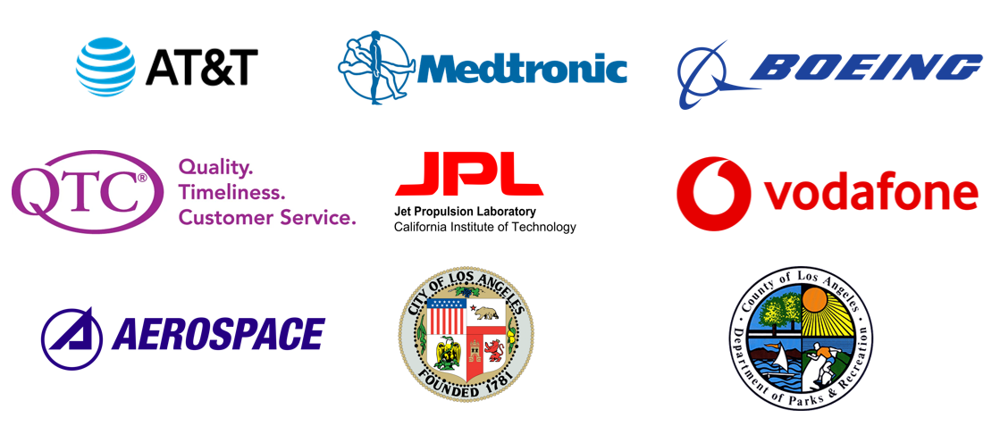 AT&T
Medtronic
BOEING
QTC®
Quality.
Timeliness.
Customer Service.
JPL
Jet Propulsion Laboratory
California Institute of Technology
vodafone
AEROSPACE
CITY OF LOS ANGELES
FOUNDED 1781
County of Los Angeles
Department of Parks & Recreation